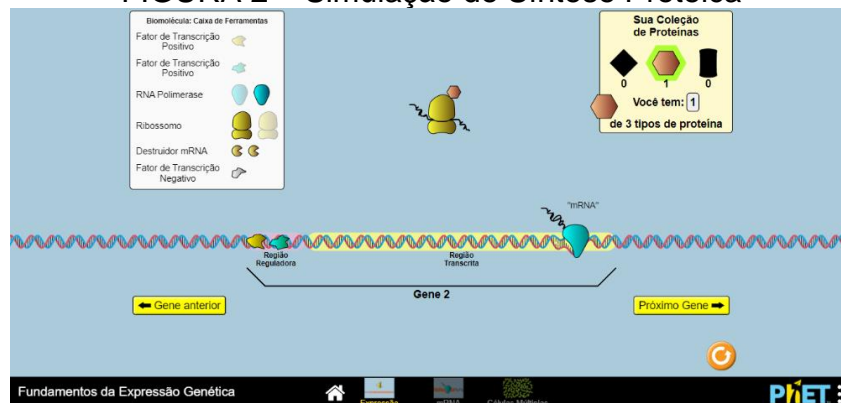 FIGURA 2 – Simulação de Síntese Proteica
Biomolécula: Caixa de Ferramentas
Fator de Transcrição
Positivo
Fator de Transcrição
Positivo
RNA Polimerase
Ribossomo
Destruidor mRNA
Fator de Transcrição
Negativo
Sua Coleção
de Proteínas
0 1 0
Você tem: 1
de 3 tipos de proteína
"mRNA"
Região
Reguladora
Região
Transcrita
Gene 2
Gene anterior
Próximo Gene
Fundamentos da Expressão Genética
Expressão
mRNA
Células Múltiplas
PhET